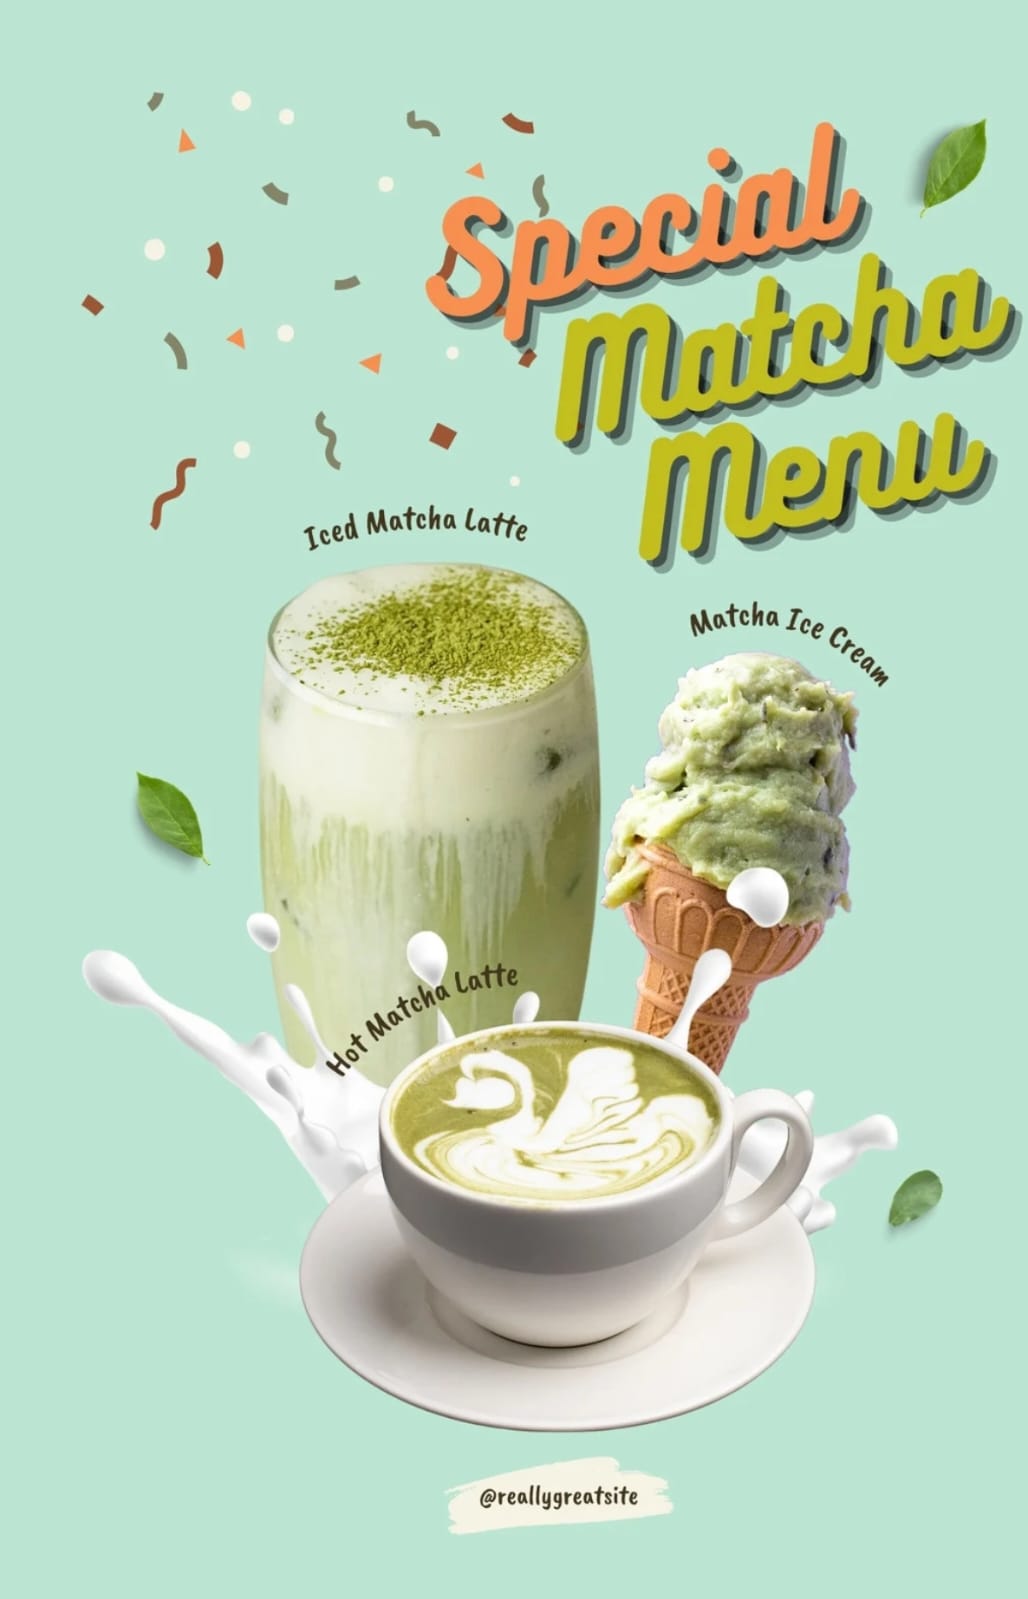 Special
Matcha
Menu
Iced Matcha Latte
Matcha Ice Cream
Hot Matcha Latte
@reallygreatsite